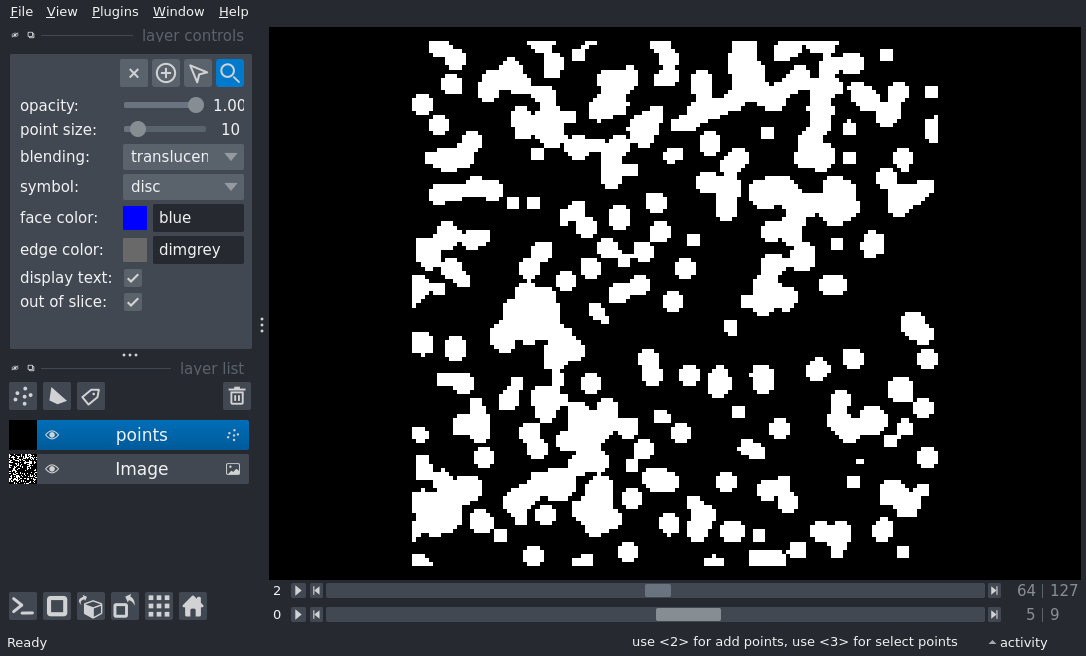 File View Plugins Window Help
layer controls
opacity: 1.00
point size: 10
blending: translucen
symbol: disc
face color: blue
edge color: dimgrey
display text:
out of slice:
layer list
points
Image
2 64 127
0 5 9
Ready use <2> for add points, use <3> for select points activity